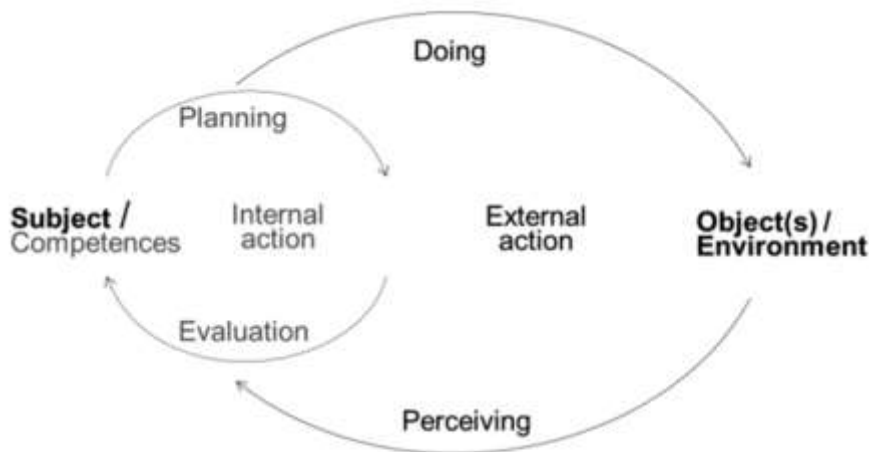 Doing
Planning
Subject /
Competences
Internal
action
External
action
Object(s) /
Environment
Evaluation
Perceiving